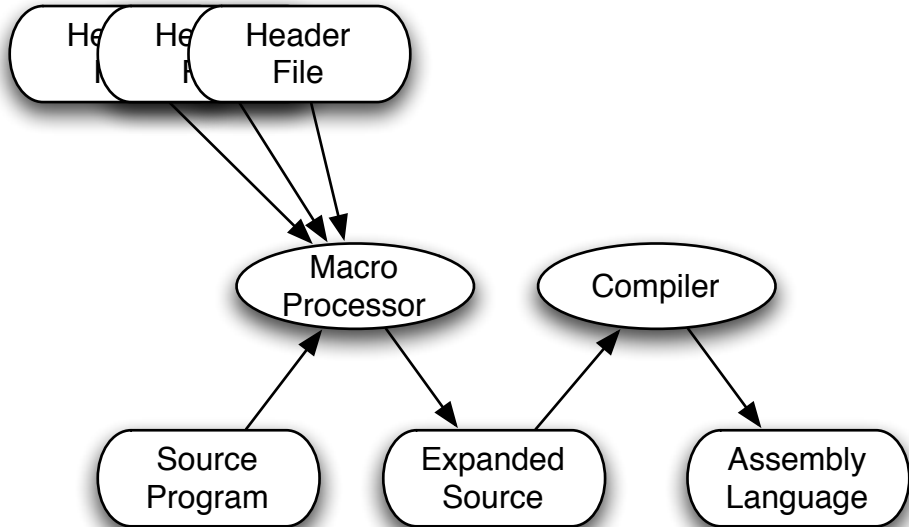 Header
File
Macro
Processor
Compiler
Source
Program
Expanded
Source
Assembly
Language